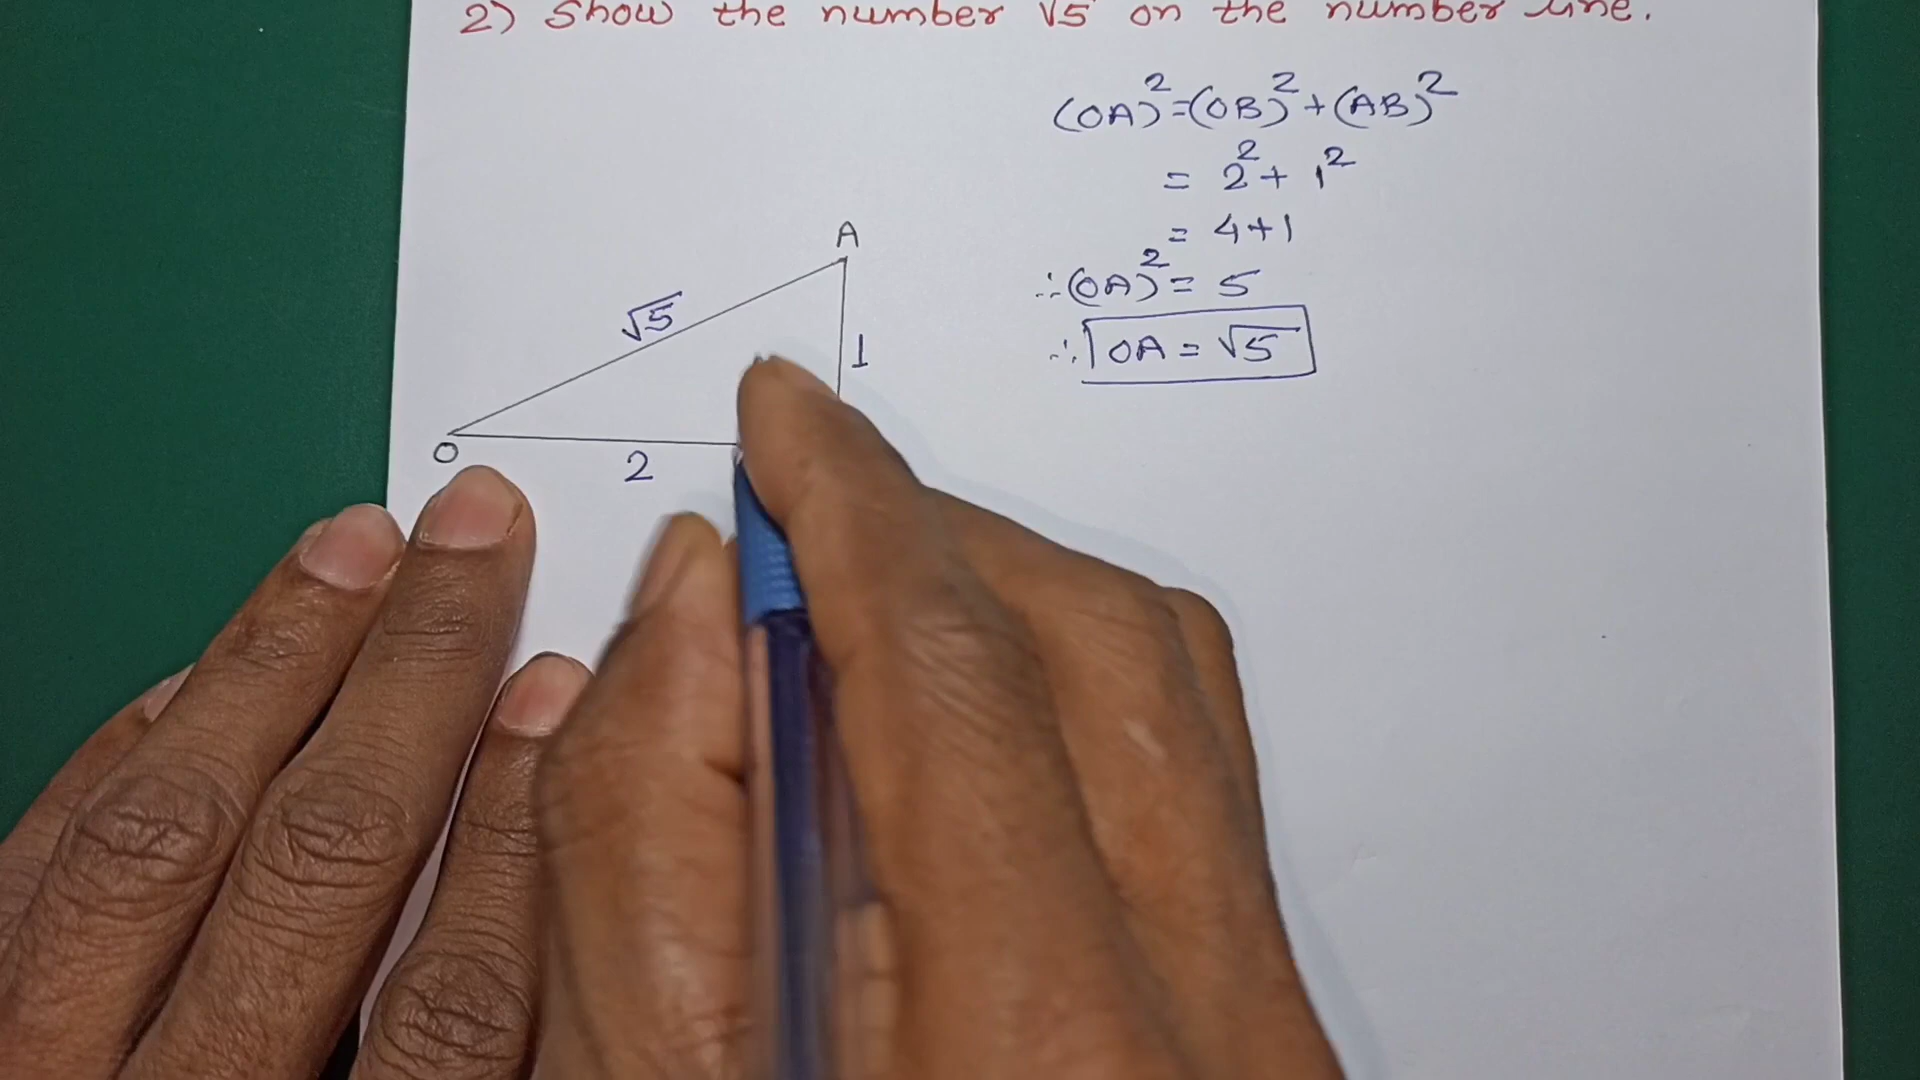 2) Show the number √5 on the number line.
(OA)²=(OB)²+(AB)²
= 2²+ 1²
= 4+1
∴(OA)² = 5
∴ OA = √5
A
√5
1
O
2